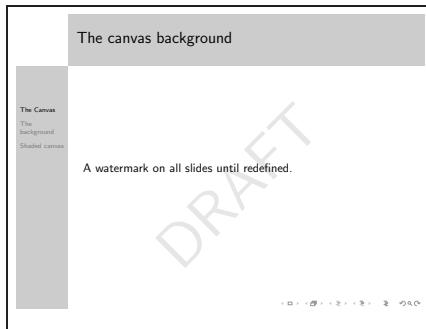 The canvas background
The Canvas
The
background
Shaded canvas
A watermark on all slides until redefined.
DRAFT